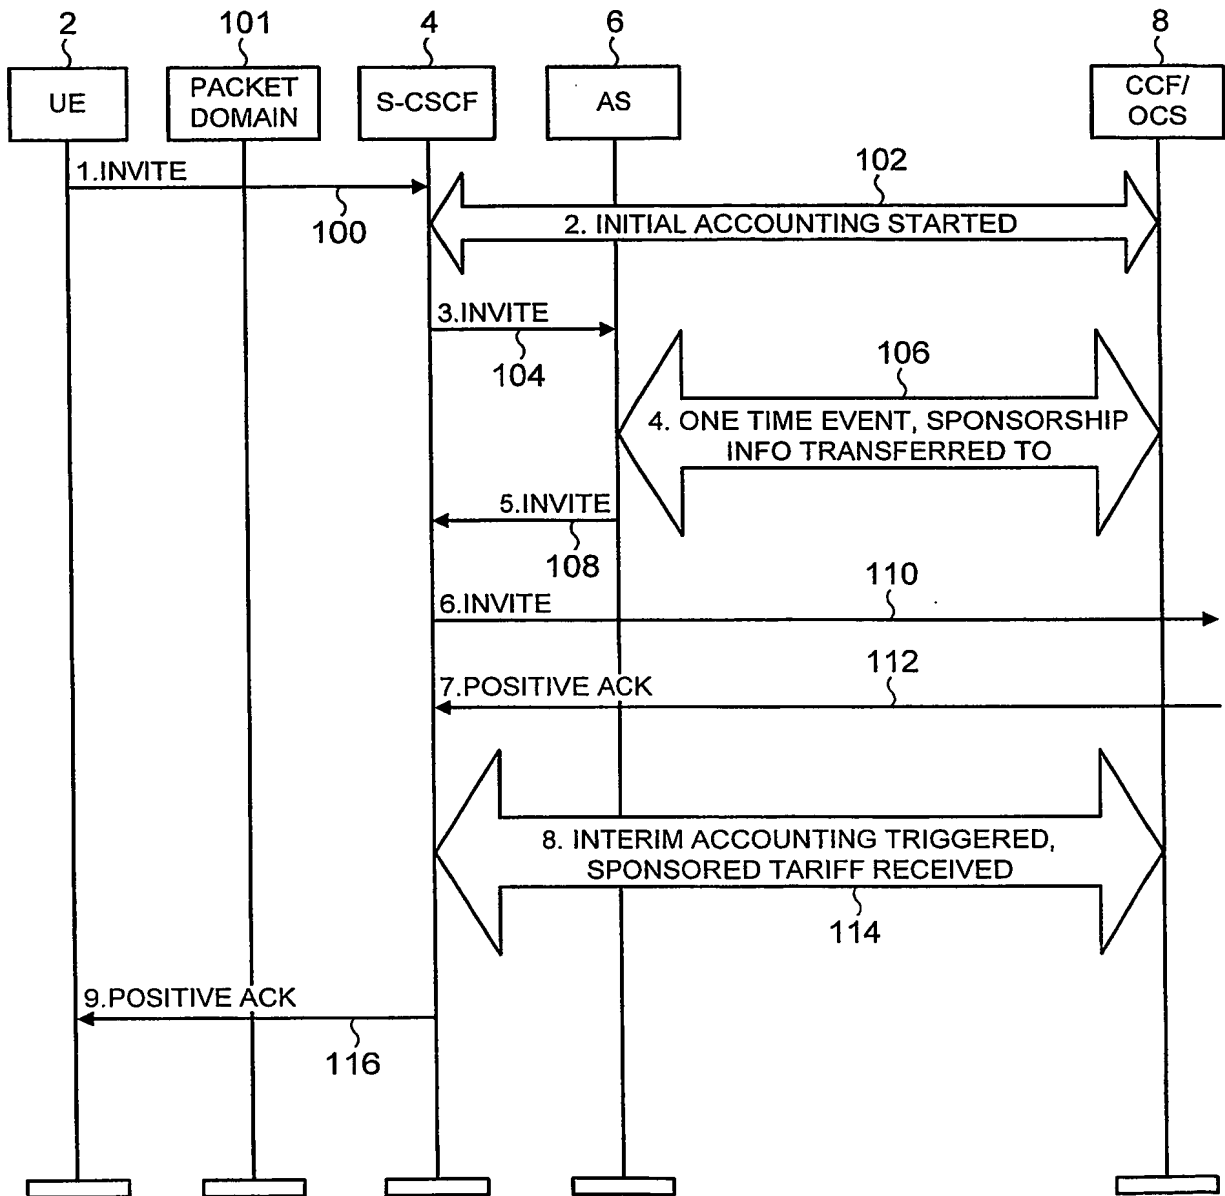 2
101
4
6
8
UE
PACKET
DOMAIN
S-CSCF
AS
CCF/
OCS
1.INVITE
100
102
2. INITIAL ACCOUNTING STARTED
3.INVITE
104
106
4. ONE TIME EVENT, SPONSORSHIP
INFO TRANSFERRED TO
5.INVITE
108
6.INVITE
110
7.POSITIVE ACK
112
8. INTERIM ACCOUNTING TRIGGERED,
SPONSORED TARIFF RECEIVED
114
9.POSITIVE ACK
116